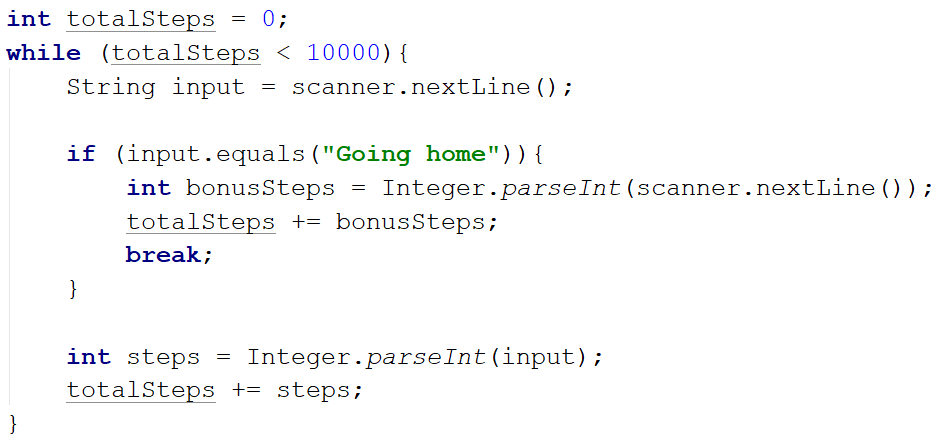 int totalSteps = 0;
while (totalSteps < 10000){
    String input = scanner.nextLine();

    if (input.equals("Going home")){
        int bonusSteps = Integer.parseInt(scanner.nextLine());
        totalSteps += bonusSteps;
        break;
    }

    int steps = Integer.parseInt(input);
    totalSteps += steps;
}